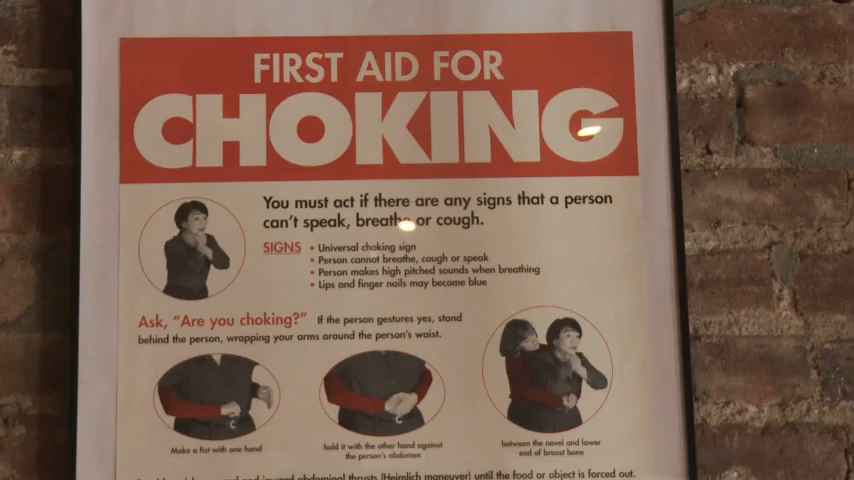 FIRST AID FOR
CHOKING
You must act if there are any signs that a person
can't speak, breathe or cough.
SIGNS • Universal choking sign
• Person cannot breathe, cough or speak
• Person makes high pitched sounds when breathing
• Lips and finger nails may become blue
Ask, "Are you choking?" If the person gestures yes, stand
behind the person, wrapping your arms around the person's waist.
Make a fist with one hand
hold it with the other hand against
the person's abdomen
between the navel and lower
end of breast bone
abdominal thrusts (Heimlich maneuver) until the food or object is forced out.